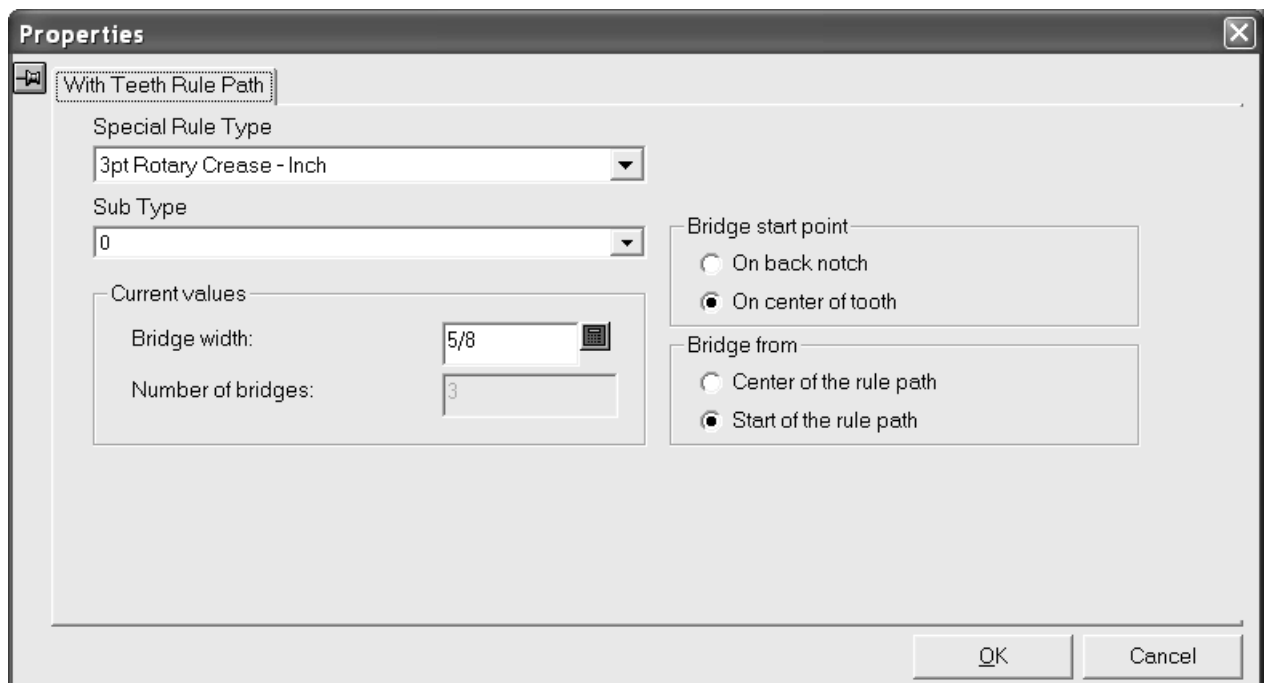 Properties
With Teeth Rule Path
Special Rule Type
3pt Rotary Crease - Inch
Sub Type
0
Current values
Bridge width:
5/8
Number of bridges:
3
Bridge start point
On back notch
On center of tooth
Bridge from
Center of the rule path
Start of the rule path
OK
Cancel